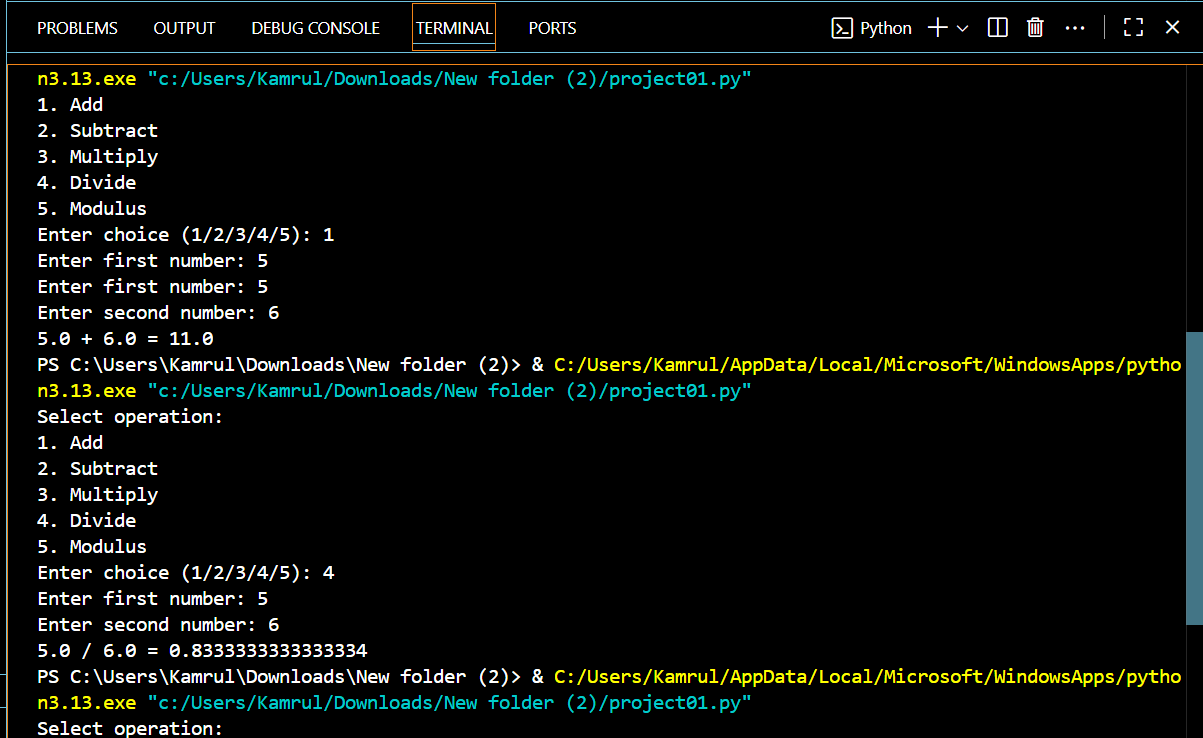 PROBLEMS OUTPUT DEBUG CONSOLE TERMINAL PORTS Python
n3.13.exe "c:/Users/Kamrul/Downloads/New folder (2)/project01.py"
1. Add
2. Subtract
3. Multiply
4. Divide
5. Modulus
Enter choice (1/2/3/4/5): 1
Enter first number: 5
Enter first number: 5
Enter second number: 6
5.0 + 6.0 = 11.0
PS C:\Users\Kamrul\Downloads\New folder (2)> & C:/Users/Kamrul/AppData/Local/Microsoft/WindowsApps/pytho
n3.13.exe "c:/Users/Kamrul/Downloads/New folder (2)/project01.py"
Select operation:
1. Add
2. Subtract
3. Multiply
4. Divide
5. Modulus
Enter choice (1/2/3/4/5): 4
Enter first number: 5
Enter second number: 6
5.0 / 6.0 = 0.8333333333333334
PS C:\Users\Kamrul\Downloads\New folder (2)> & C:/Users/Kamrul/AppData/Local/Microsoft/WindowsApps/pytho
n3.13.exe "c:/Users/Kamrul/Downloads/New folder (2)/project01.py"
Select operation: